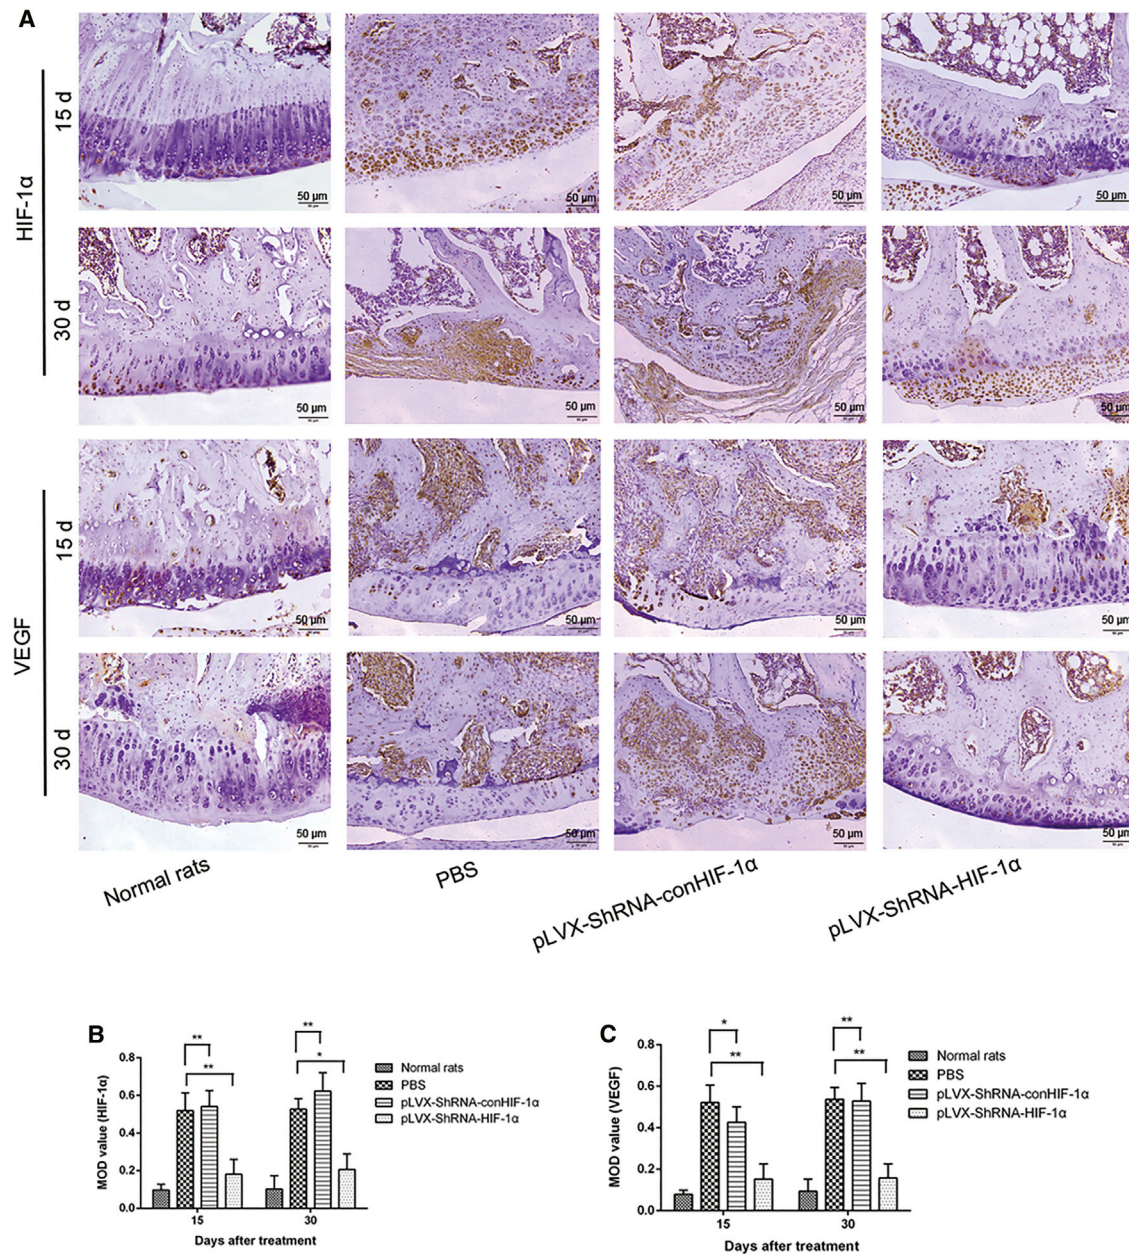 A
HIF-1α
15 d
50 µm
50 µm
50 µm
50 µm
30 d
50 µm
50 µm
50 µm
50 µm
VEGF
15 d
50 µm
50 µm
50 µm
50 µm
30 d
50 µm
50 µm
50 µm
50 µm
Normal rats
PBS
pLVX-ShRNA-conHIF-1α
pLVX-ShRNA-HIF-1α
B
MOD value (HIF-1α)
0.8
0.6
0.4
0.2
0.0
**
**
**
*
15
30
Days after treatment
Normal rats
PBS
pLVX-ShRNA-conHIF-1α
pLVX-ShRNA-HIF-1α
C
MOD value (VEGF)
0.8
0.6
0.4
0.2
0.0
*
**
**
**
15
30
Days after treatment
Normal rats
PBS
pLVX-ShRNA-conHIF-1α
pLVX-ShRNA-HIF-1α